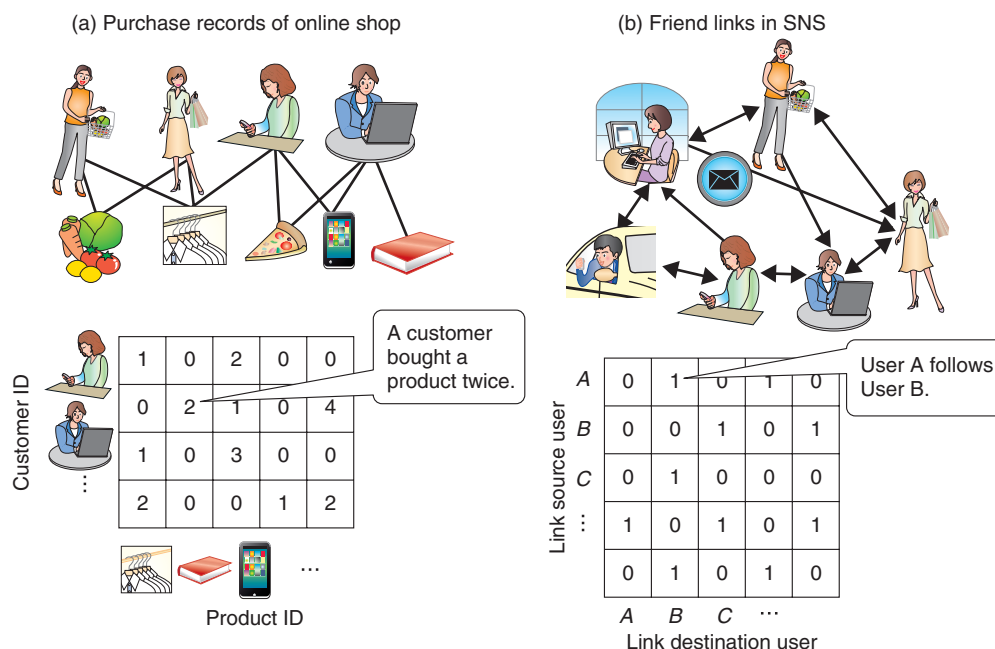 (a) Purchase records of online shop
(b) Friend links in SNS
Customer ID
1 0 2 0 0
0 2 1 0 4
1 0 3 0 0
2 0 0 1 2
A customer
bought a
product twice.
...
...
Product ID
Link source user
A 0 1 0 1 0
B 0 0 1 0 1
C 0 1 0 0 0
... 1 0 1 0 1
0 1 0 1 0
User A follows
User B.
A B C ...
Link destination user